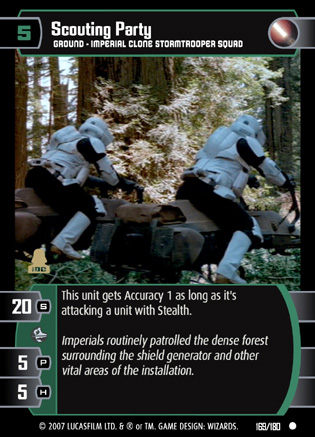 5 Scouting Party
GROUND - IMPERIAL CLONE STORMTROOPER SQUAD
IDC
20 S
This unit gets Accuracy 1 as long as it's
attacking a unit with Stealth.
Imperials routinely patrolled the dense forest
surrounding the shield generator and other
vital areas of the installation.
5 P
5 H
© 2007 LUCASFILM LTD. & ® or TM. GAME DESIGN: WIZARDS. 169/180